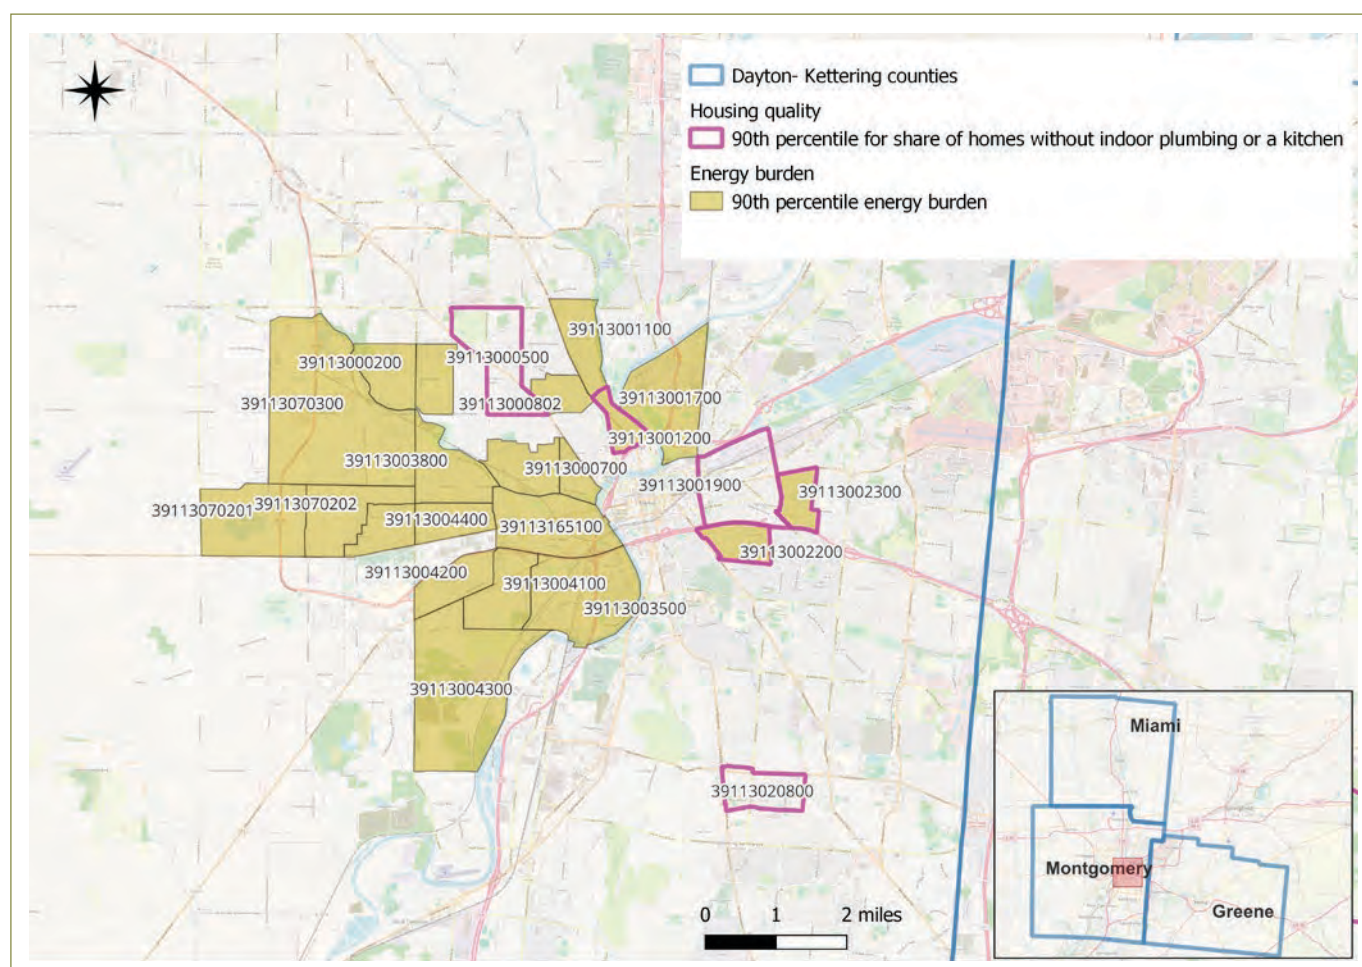 Dayton- Kettering counties
Housing quality
90th percentile for share of homes without indoor plumbing or a kitchen
Energy burden
90th percentile energy burden
39113001100
39113000500
39113000200
39113070300
39113000802
39113001700
39113001200
39113003800
39113000700
39113001900
39113002300
39113070201
39113070202
39113004400
39113165100
39113002200
39113004200
39113004100
39113003500
39113004300
39113020800
0 1 2 miles
Miami
Montgomery
Greene